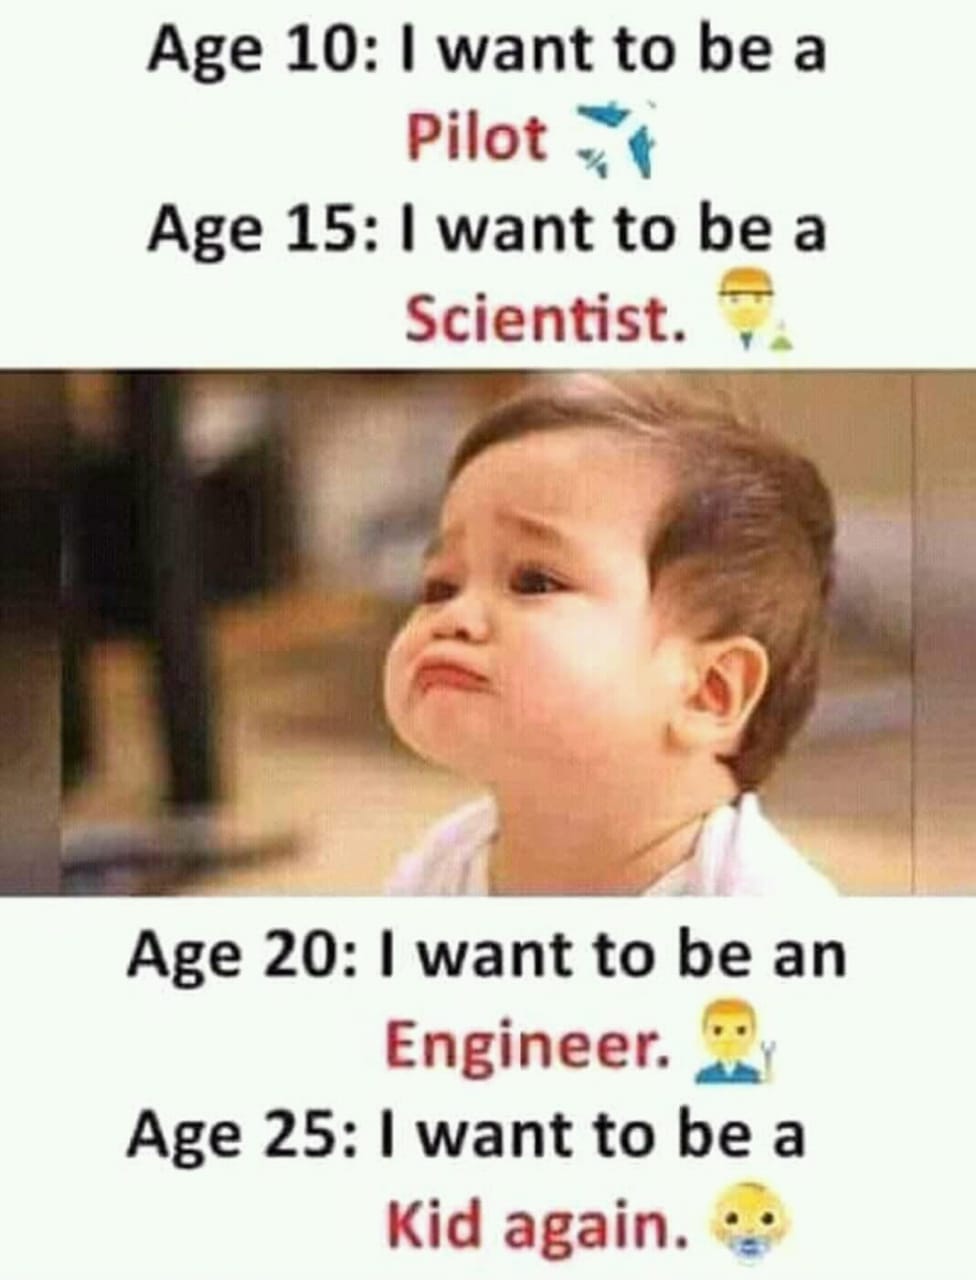 Age 10: I want to be a
Pilot ✈️
Age 15: I want to be a
Scientist. 👨‍🔬
Age 20: I want to be an
Engineer. 👨‍🔧
Age 25: I want to be a
Kid again. 👶